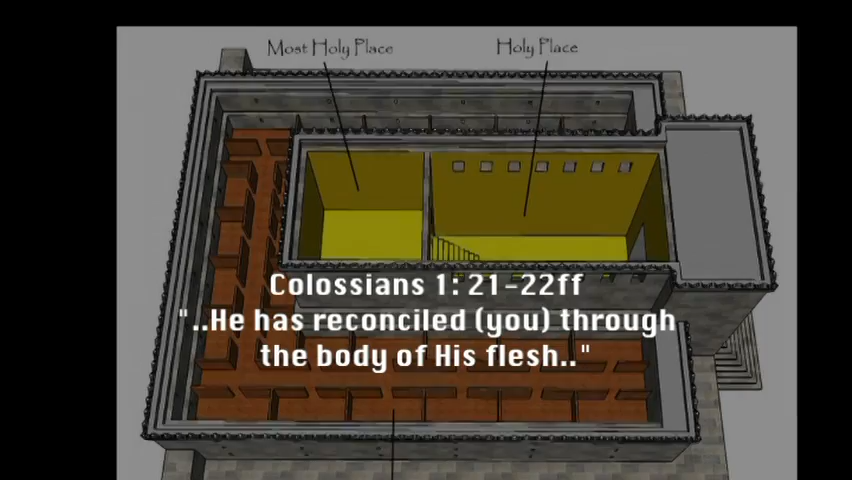 Most Holy Place
Holy Place
Colossians 1:21-22ff
"..He has reconciled (you) through
the body of His flesh.."